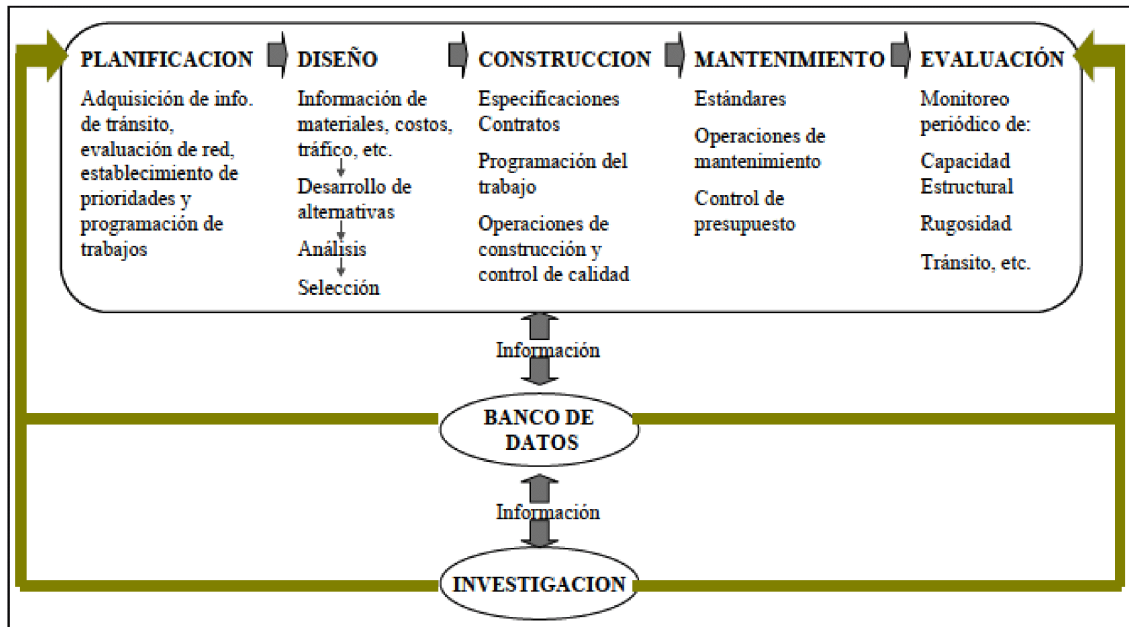 PLANIFICACION
Adquisición de info.
de tránsito,
evaluación de red,
establecimiento de
prioridades y
programación de
trabajos
DISEÑO
Información de
materiales, costos,
tráfico, etc.
Desarrollo de
alternativas
Análisis
Selección
CONSTRUCCION
Especificaciones
Contratos
Programación del
trabajo
Operaciones de
construcción y
control de calidad
MANTENIMIENTO
Estándares
Operaciones de
mantenimiento
Control de
presupuesto
EVALUACIÓN
Monitoreo
periódico de:
Capacidad
Estructural
Rugosidad
Tránsito, etc.
Información
BANCO DE
DATOS
Información
INVESTIGACION